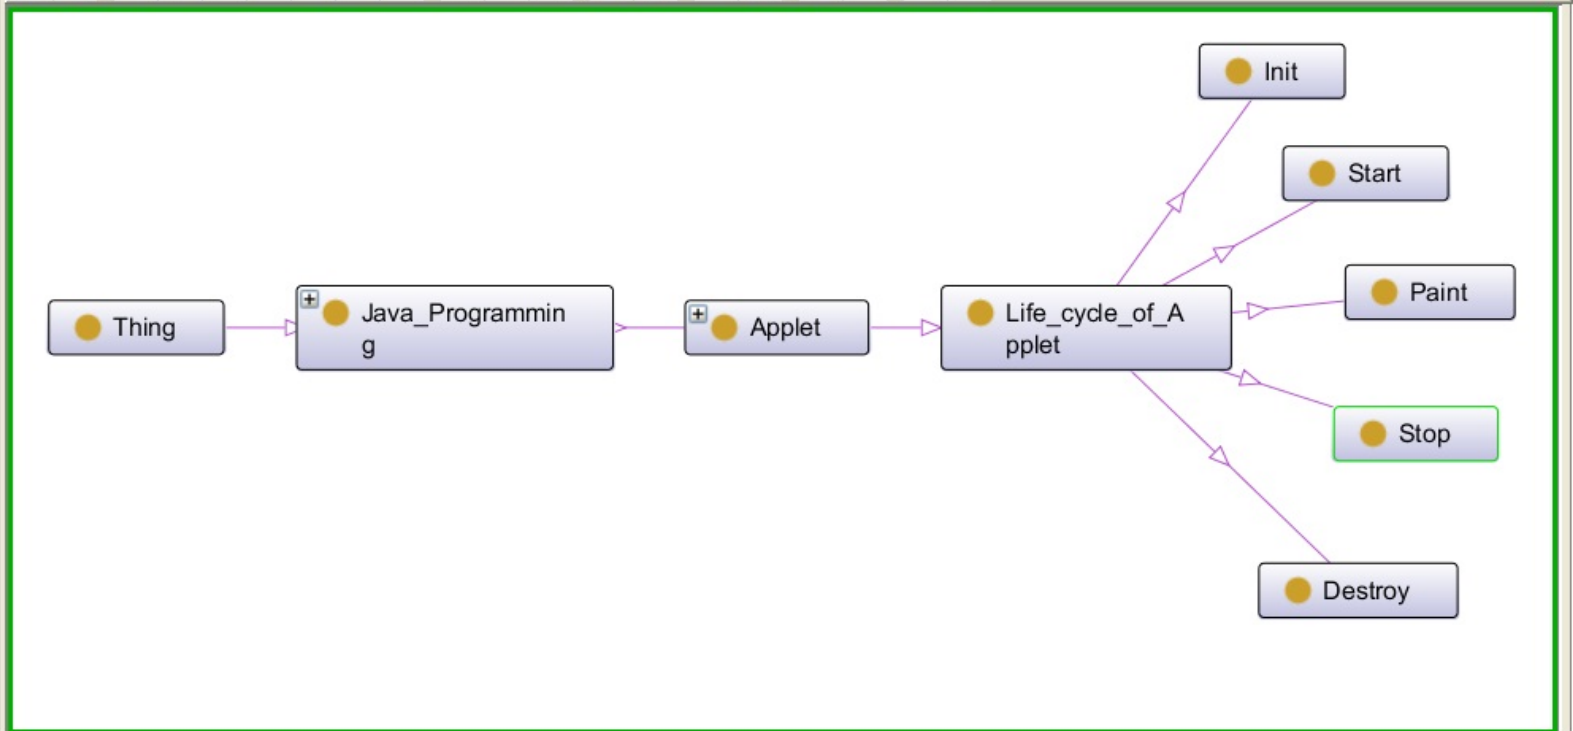 Init
Start
Thing
Java_Programmin
g
Applet
Life_cycle_of_A
pplet
Paint
Stop
Destroy